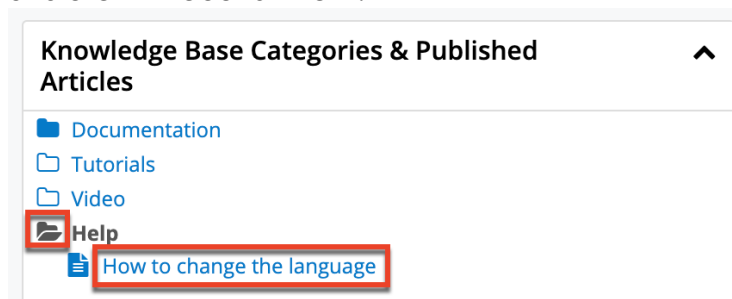 Knowledge Base Categories & Published
Articles
Documentation
Tutorials
Video
Help
How to change the language